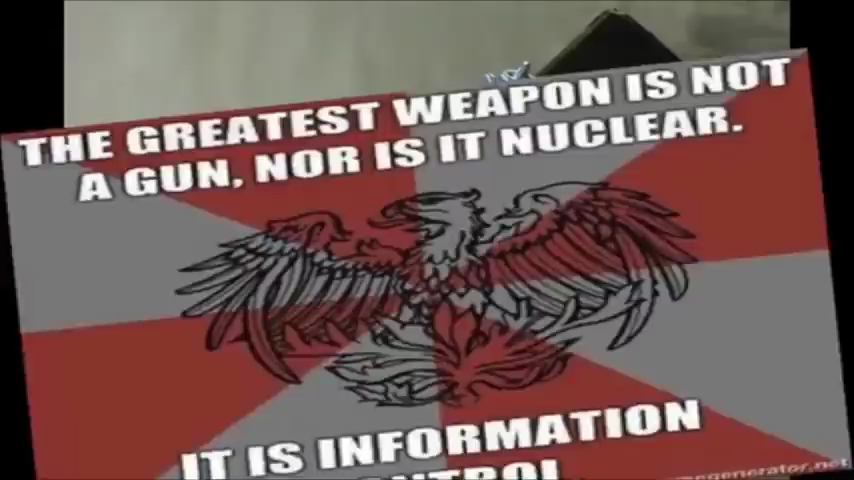 THE GREATEST WEAPON IS NOT
A GUN, NOR IS IT NUCLEAR.
IT IS INFORMATION